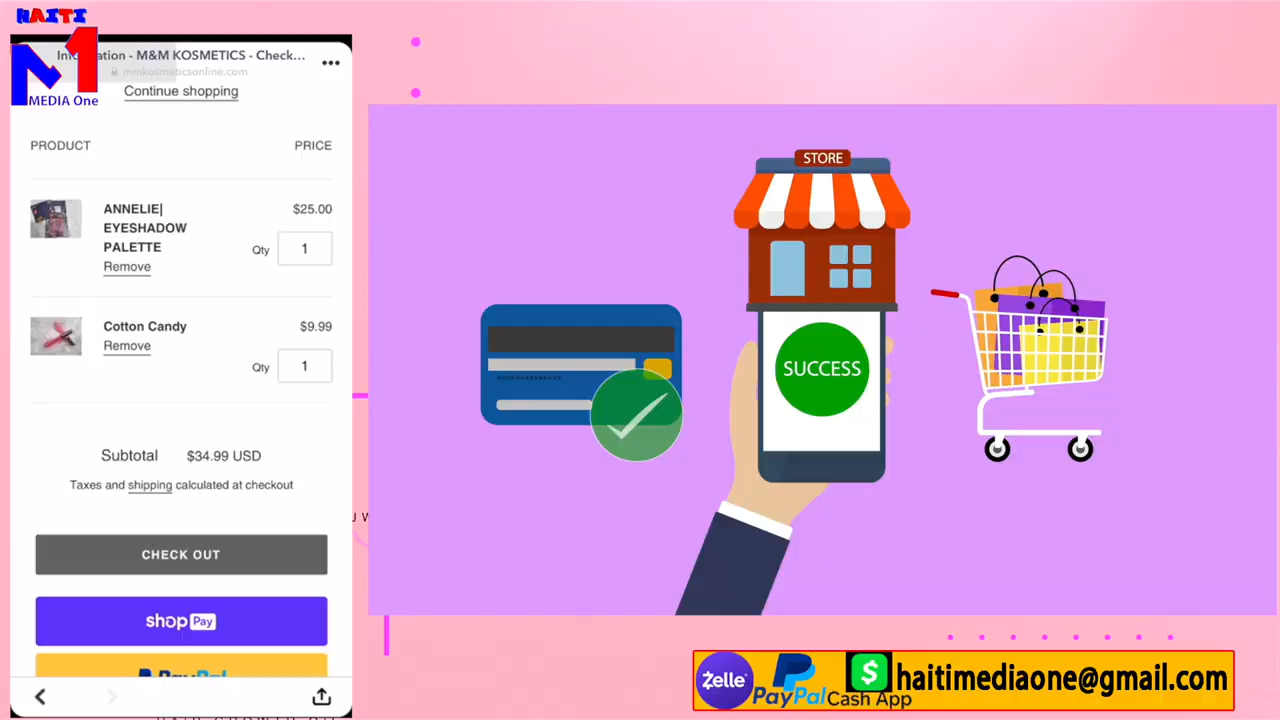 HAITI
M1
MEDIA One
M&M KOSMETICS - Check...
mmkosmeticsonline.com
Continue shopping
PRODUCT
PRICE
ANNELIE|
$25.00
EYESHADOW
PALETTE
Qty
1
Remove
Cotton Candy
$9.99
Remove
Qty
1
Subtotal
$34.99 USD
Taxes and shipping calculated at checkout
CHECK OUT
shop Pay
PayPal
STORE
SUCCESS
Zelle
PayPal
$
Cash App
haitimediaone@gmail.com